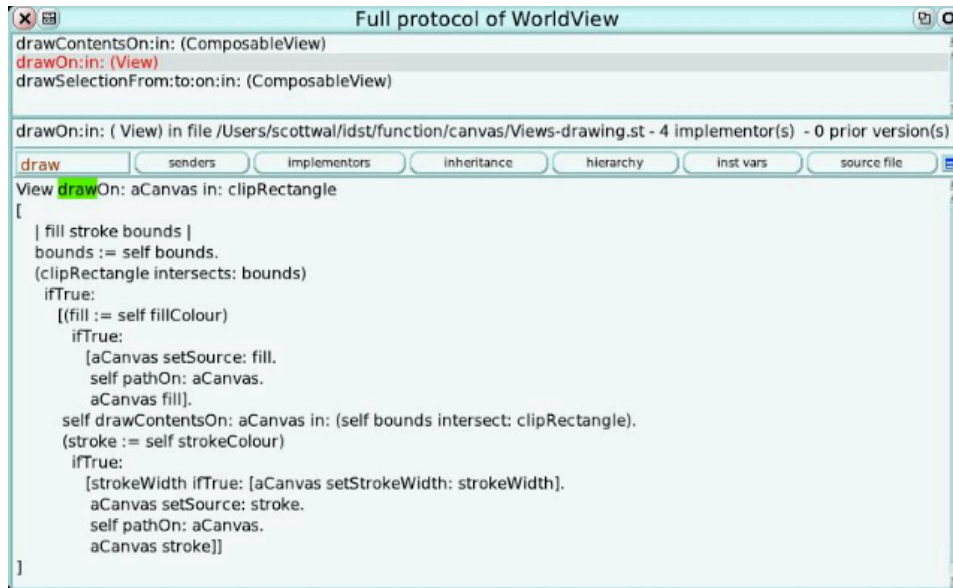 Full protocol of WorldView
drawContentsOn:in: (ComposableView)
drawOn:in: (View)
drawSelectionFrom:to:on:in: (ComposableView)
drawOn:in: ( View) in file /Users/scottwal/idst/function/canvas/Views-drawing.st - 4 implementor(s) - 0 prior version(s)
draw senders implementors inheritance hierarchy inst vars source file
View drawOn: aCanvas in: clipRectangle
[
| fill stroke bounds |
bounds := self bounds.
(clipRectangle intersects: bounds)
ifTrue:
[(fill := self fillColour)
ifTrue:
[aCanvas setSource: fill.
self pathOn: aCanvas.
aCanvas fill].
self drawContentsOn: aCanvas in: (self bounds intersect: clipRectangle).
(stroke := self strokeColour)
ifTrue:
[strokeWidth ifTrue: [aCanvas setStrokeWidth: strokeWidth].
aCanvas setSource: stroke.
self pathOn: aCanvas.
aCanvas stroke]]
]